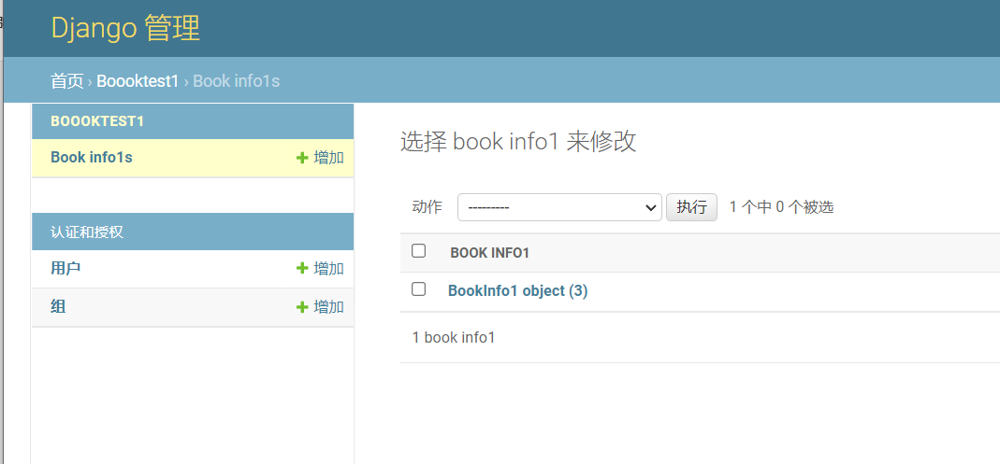 Django 管理
首页 › Boooktest1 › Book info1s
BOOOKTEST1
Book info1s + 增加
认证和授权
用户 + 增加
组 + 增加
选择 book info1 来修改
动作 --------- 执行 1 个中 0 个被选
BOOK INFO1
BookInfo1 object (3)
1 book info1